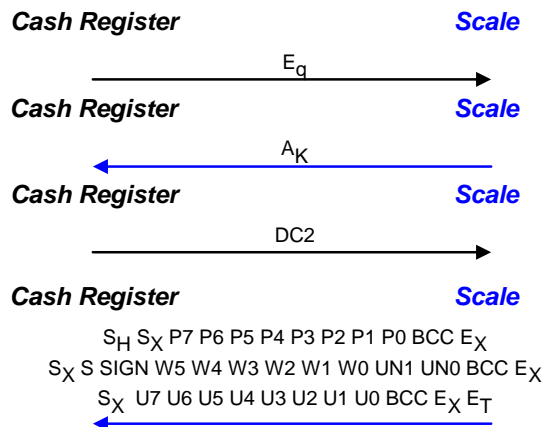 Cash Register Scale
Eq
Cash Register Scale
AK
Cash Register Scale
DC2
Cash Register Scale
SH SX P7 P6 P5 P4 P3 P2 P1 P0 BCC EX
SX S SIGN W5 W4 W3 W2 W1 W0 UN1 UN0 BCC EX
SX U7 U6 U5 U4 U3 U2 U1 U0 BCC EX ET